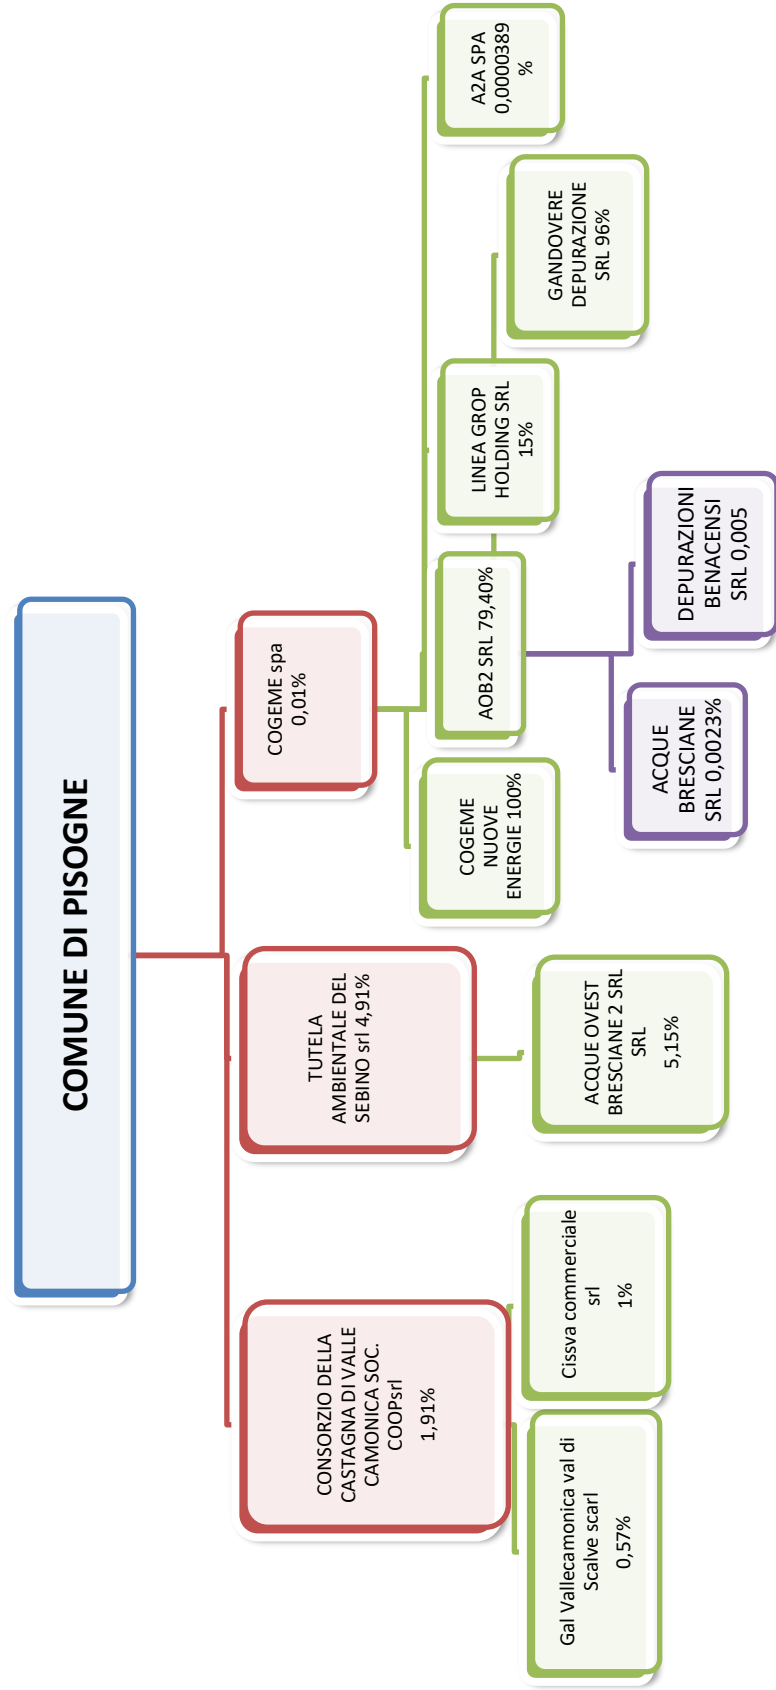 COMUNE DI PISOGNE
CONSORZIO DELLA
CASTAGNA DI VALLE
CAMONICA SOC.
COOPsrl
1,91%
TUTELA
AMBIENTALE DEL
SEBINO srl 4,91%
COGEME spa
0,01%
Gal Vallecamonica val di
Scalve scarl
0,57%
Cissva commerciale
srl
1%
ACQUE OVEST
BRESCIANE 2 SRL
SRL
5,15%
COGEME
NUOVE
ENERGIE 100%
AOB2 SRL 79,40%
LINEA GROP
HOLDING SRL
15%
GANDOVERE
DEPURAZIONE
SRL 96%
A2A SPA
0,0000389
%
ACQUE
BRESCIANE
SRL 0,0023%
DEPURAZIONI
BENACENSI
SRL 0,005